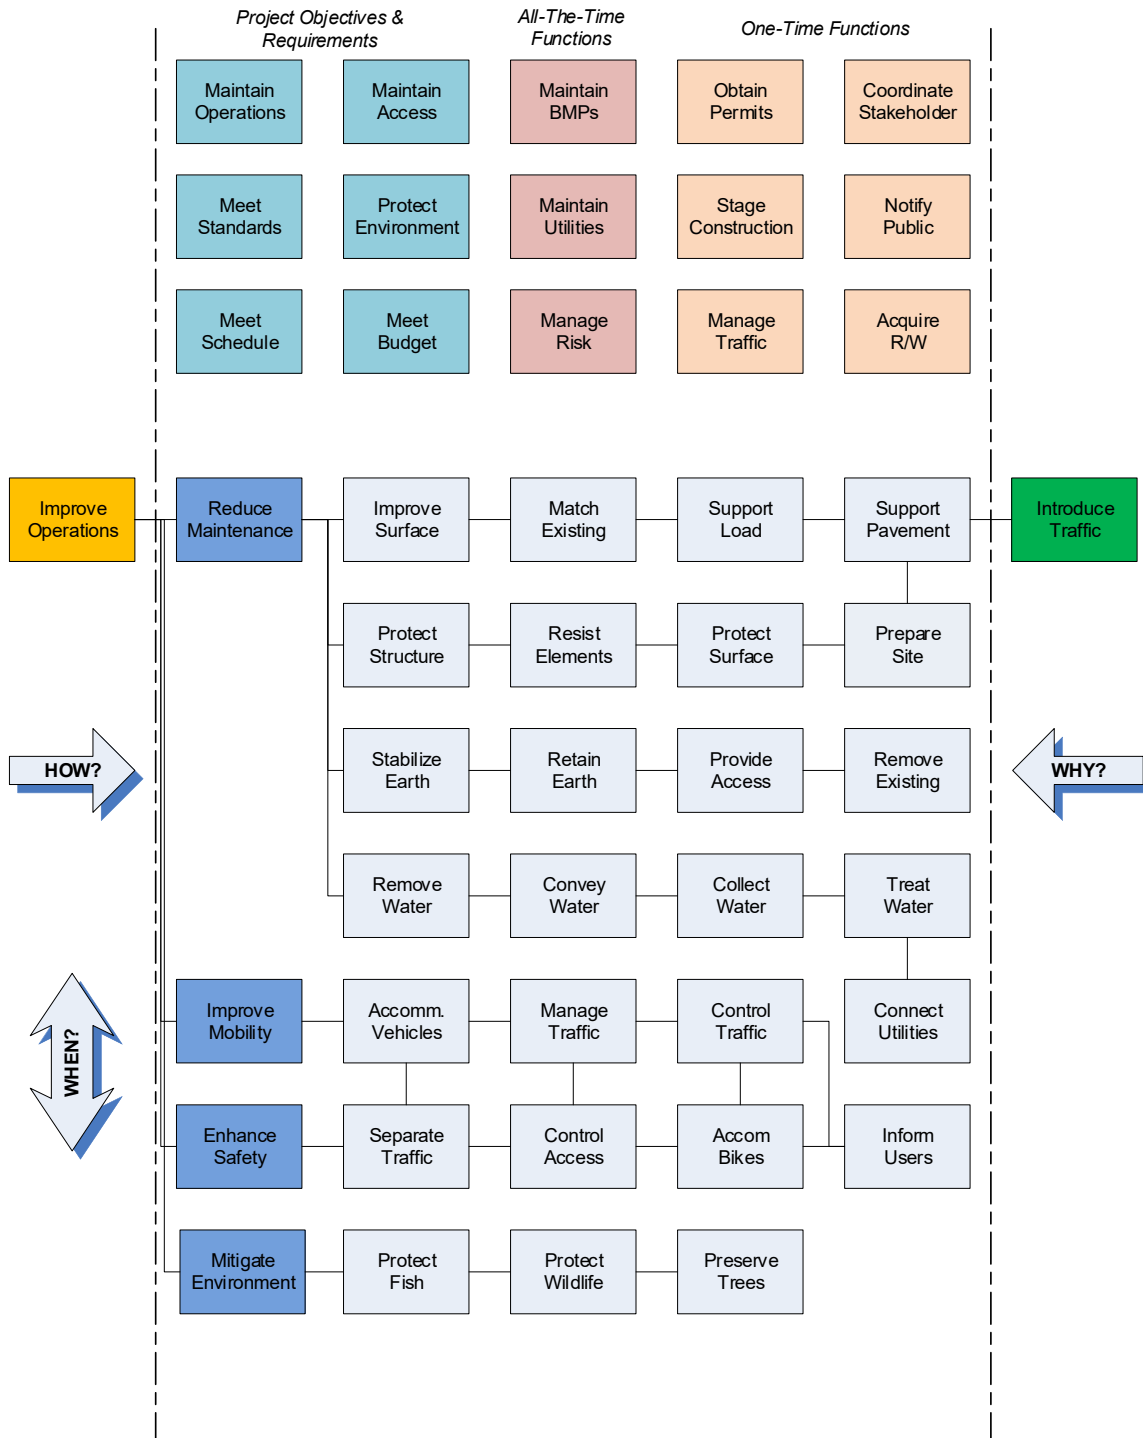 Project Objectives &
Requirements
All-The-Time
Functions
One-Time Functions
Maintain
Operations
Maintain
Access
Maintain
BMPs
Obtain
Permits
Coordinate
Stakeholder
Meet
Standards
Protect
Environment
Maintain
Utilities
Stage
Construction
Notify
Public
Meet
Schedule
Meet
Budget
Manage
Risk
Manage
Traffic
Acquire
R/W
Improve
Operations
Reduce
Maintenance
Improve
Surface
Match
Existing
Support
Load
Support
Pavement
Introduce
Traffic
Protect
Structure
Resist
Elements
Protect
Surface
Prepare
Site
HOW?
Stabilize
Earth
Retain
Earth
Provide
Access
Remove
Existing
WHY?
Remove
Water
Convey
Water
Collect
Water
Treat
Water
WHEN?
Improve
Mobility
Accomm.
Vehicles
Manage
Traffic
Control
Traffic
Connect
Utilities
Enhance
Safety
Separate
Traffic
Control
Access
Accom
Bikes
Inform
Users
Mitigate
Environment
Protect
Fish
Protect
Wildlife
Preserve
Trees